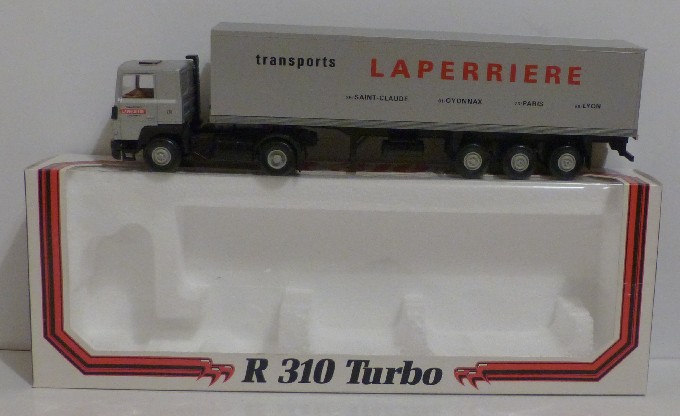 transports LAPERRIERE
SAINT-CLAUDE OYONNAX PARIS LYON
R 310 Turbo